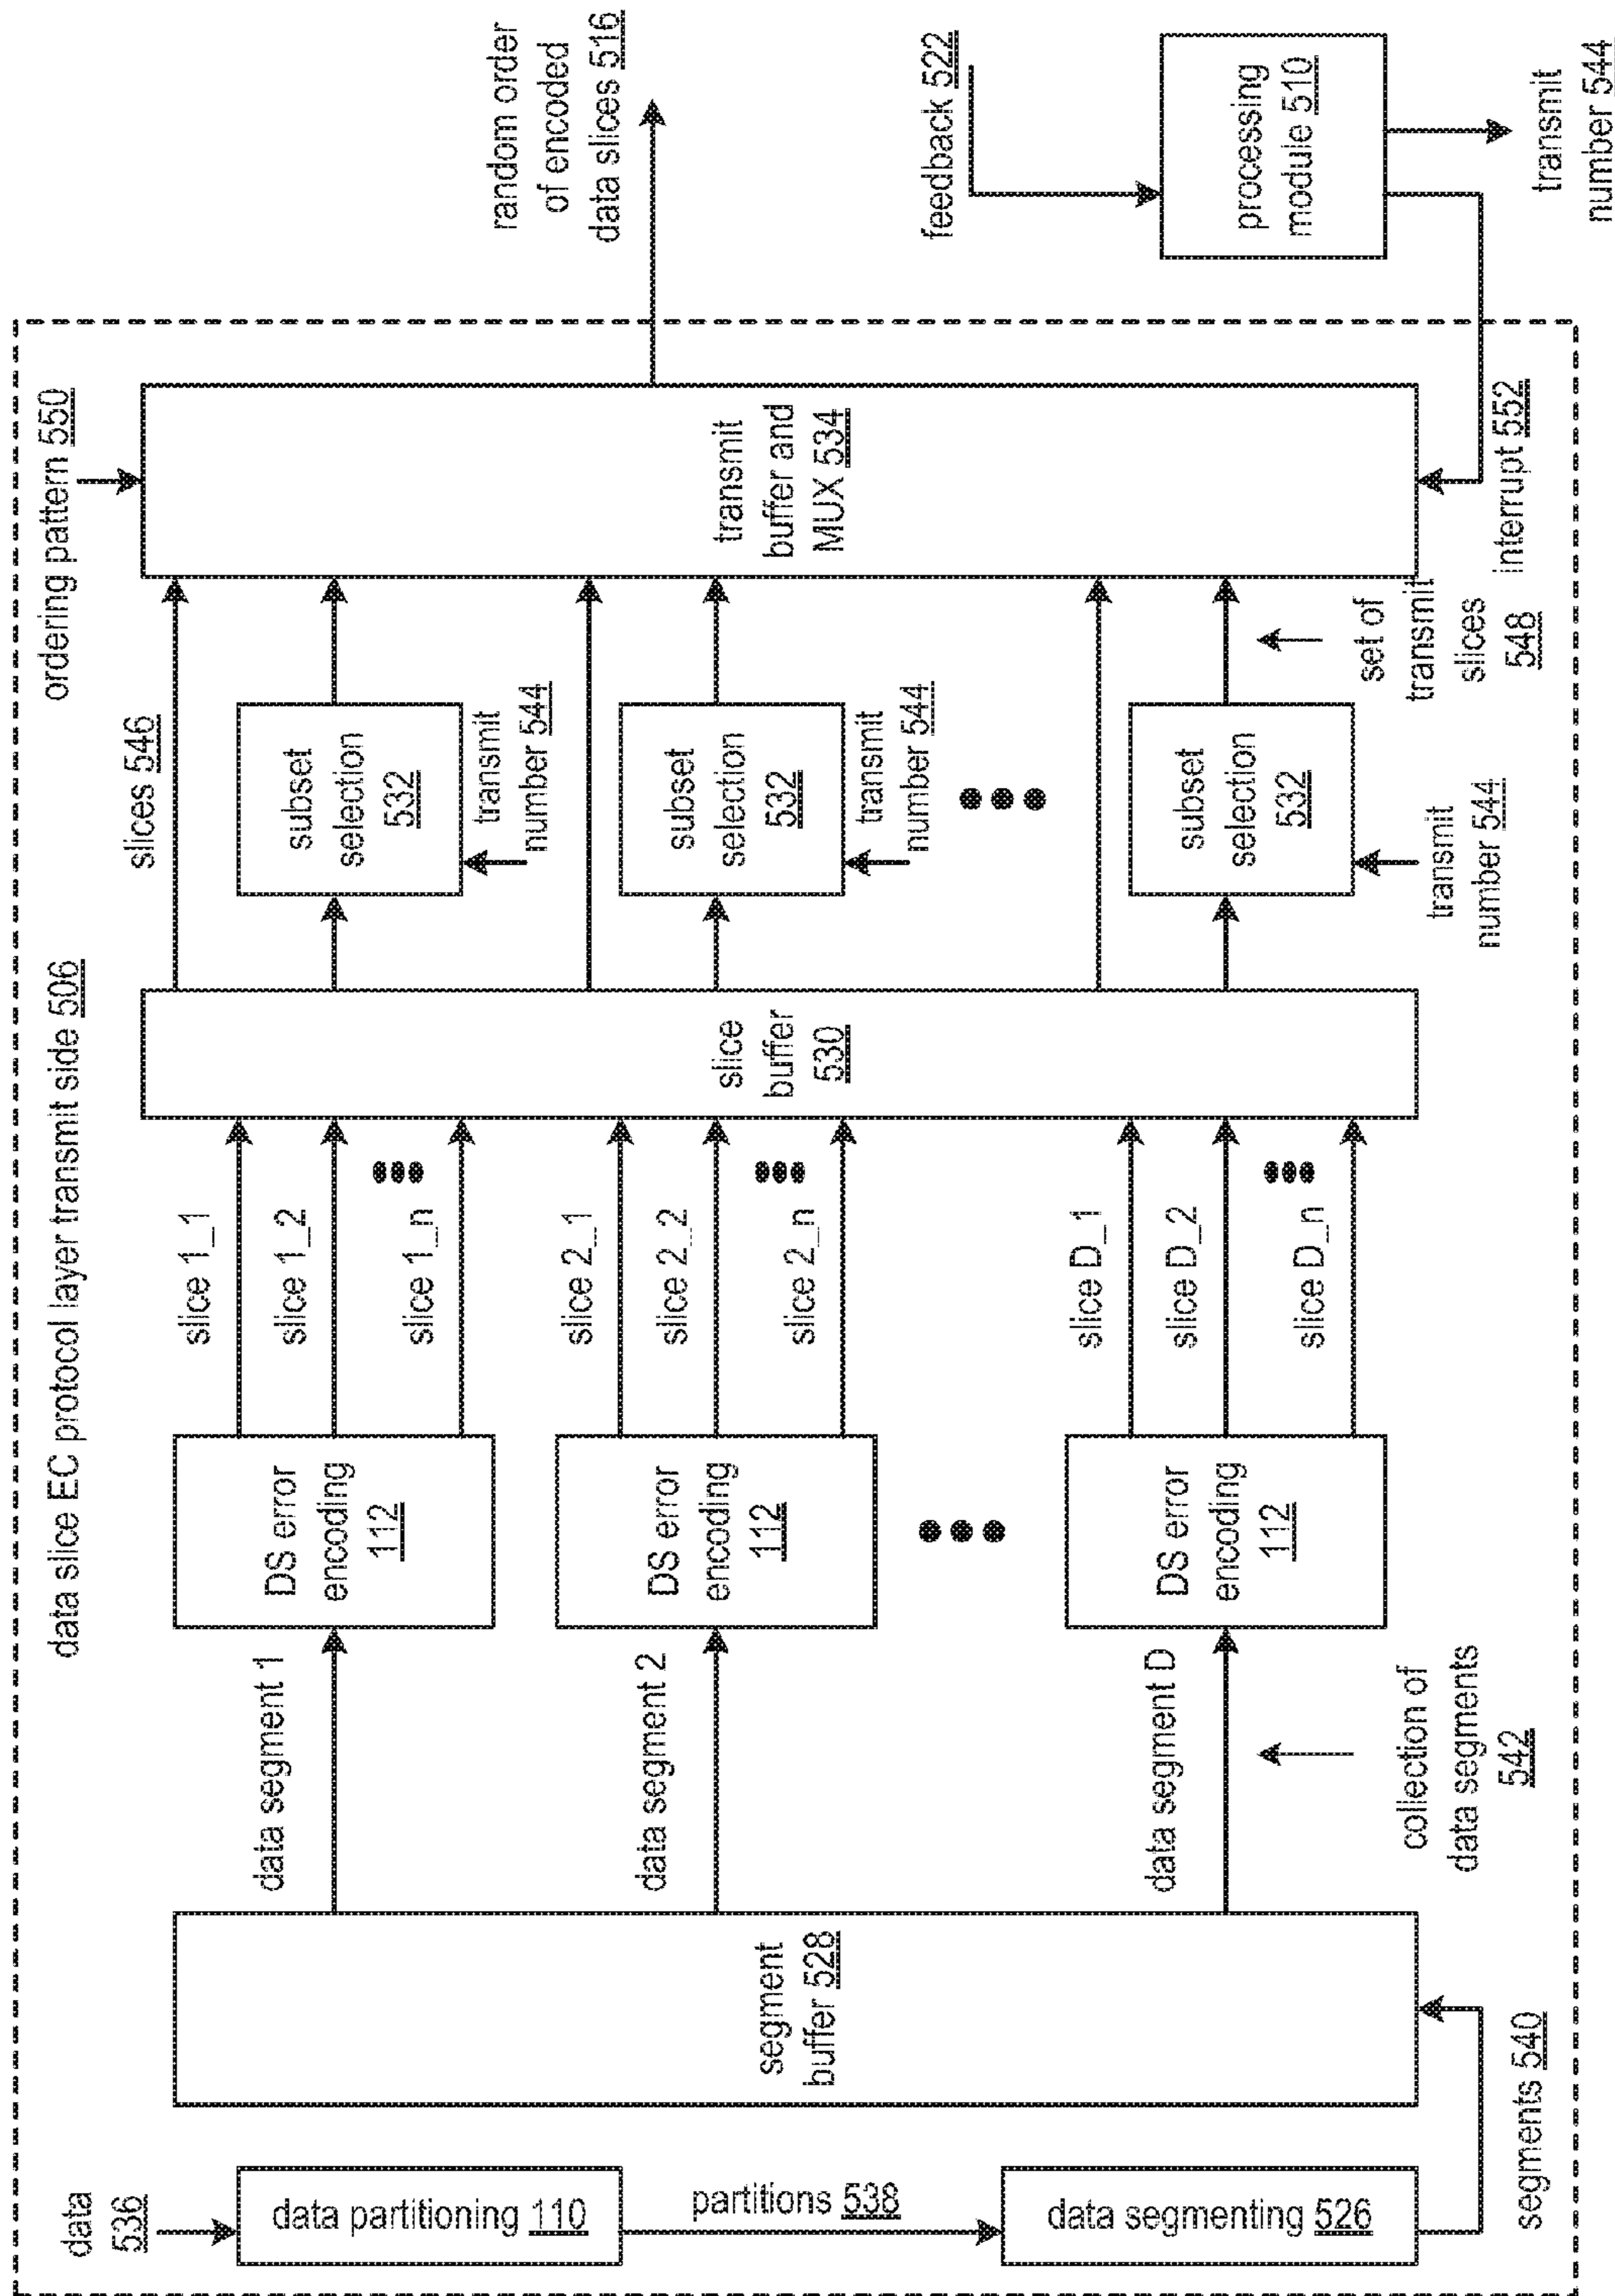 data slice EC protocol layer transmit side 506
data
536
data partitioning 110
partitions 538
data segmenting 526
segments 540
segment
buffer 528
data segment 1
data segment 2
data segment D
collection of
data segments
542
DS error
encoding
112
DS error
encoding
112
DS error
encoding
112
slice 1_1
slice 1_2
slice 1_n
slice 2_1
slice 2_2
slice 2_n
slice D_1
slice D_2
slice D_n
slice
buffer
530
slices 546
subset
selection
532
transmit
number 544
subset
selection
532
transmit
number 544
subset
selection
532
transmit
number 544
set of
transmit
slices
548
ordering pattern 550
transmit
buffer and
MUX 534
interrupt 552
random order
of encoded
data slices 516
feedback 522
processing
module 510
transmit
number 544